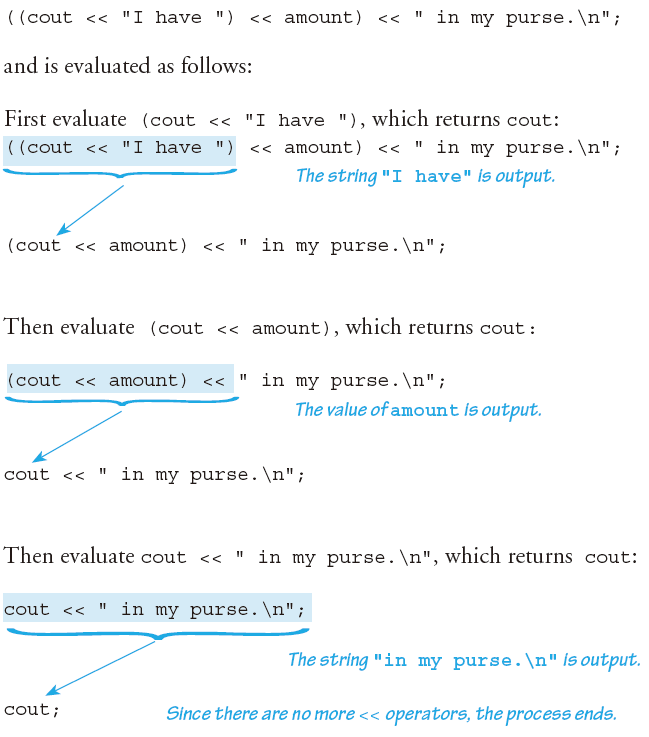 ((cout << "I have ") << amount) << " in my purse.\n";
and is evaluated as follows:
First evaluate (cout << "I have "), which returns cout:
((cout << "I have ") << amount) << " in my purse.\n";
The string "I have" is output.
(cout << amount) << " in my purse.\n";
Then evaluate (cout << amount), which returns cout:
(cout << amount) << " in my purse.\n";
The value of amount is output.
cout << " in my purse.\n";
Then evaluate cout << " in my purse.\n", which returns cout:
cout << " in my purse.\n";
The string "in my purse.\n" is output.
cout;
Since there are no more << operators, the process ends.